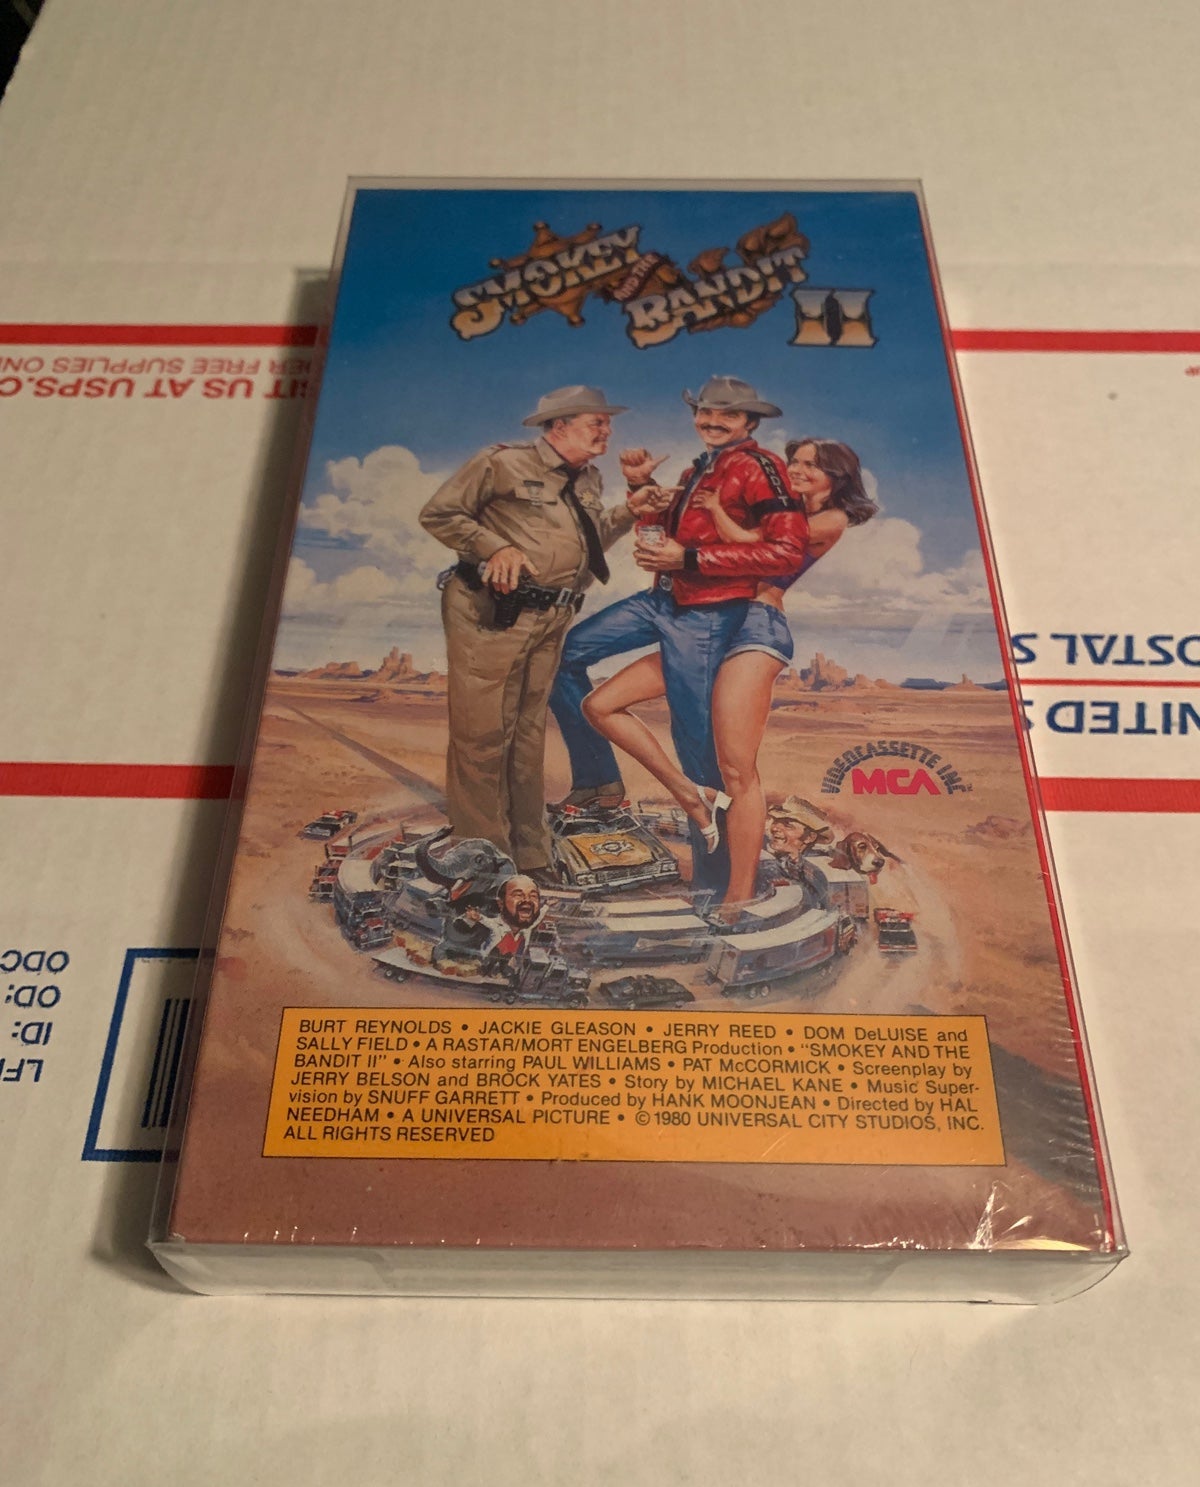 SMOKEY AND THE BANDIT II
BANDIT
VIDEOCASSETTE INC
MCA
BURT REYNOLDS • JACKIE GLEASON • JERRY REED • DOM DeLUISE and
SALLY FIELD • A RASTAR/MORT ENGELBERG Production • "SMOKEY AND THE
BANDIT II" • Also starring PAUL WILLIAMS • PAT McCORMICK • Screenplay by
JERRY BELSON and BROCK YATES • Story by MICHAEL KANE • Music Super-
vision by SNUFF GARRETT • Produced by HANK MOONJEAN • Directed by HAL
NEEDHAM • A UNIVERSAL PICTURE • ©1980 UNIVERSAL CITY STUDIOS, INC.
ALL RIGHTS RESERVED
IT US AT USPS.C
ER FREE SUPPLIES ONL
NITED S
OSTAL S
LF
ID:
OD:
ODC